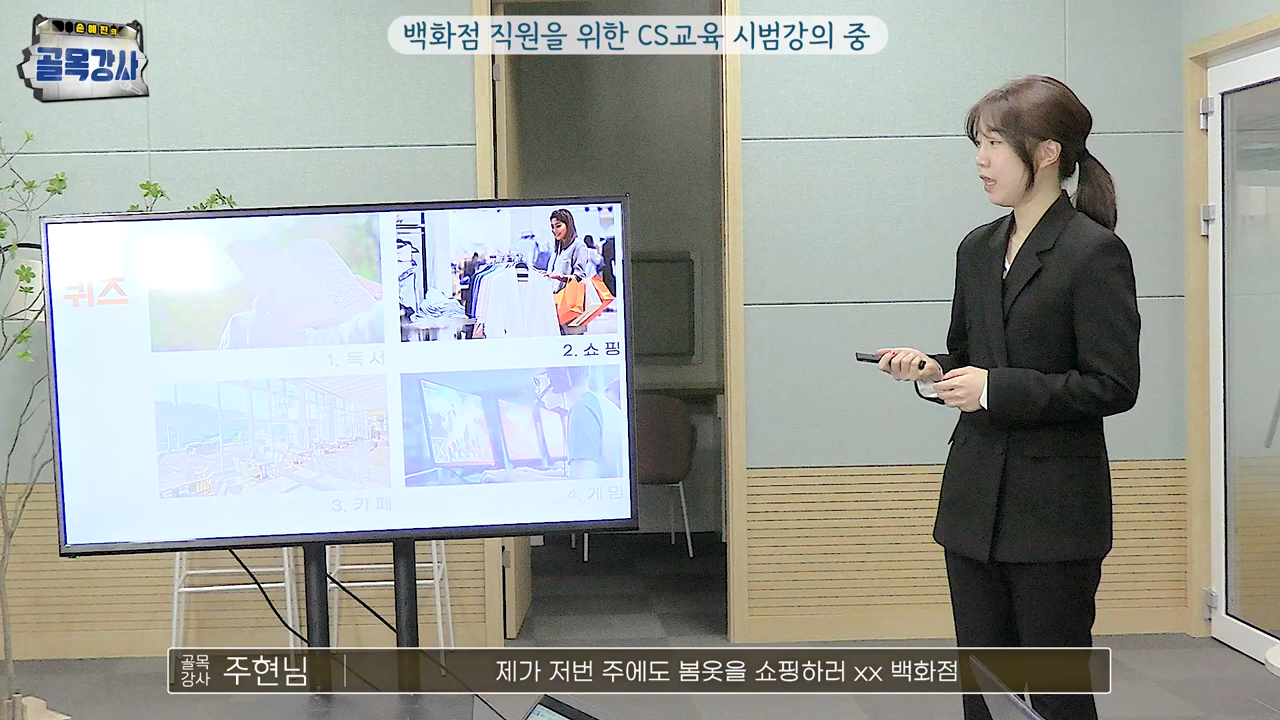 손예진의
골목강사
백화점 직원을 위한 CS교육 시범강의 중
퀴즈
1. 독서
2. 쇼핑
3. 카페
4. 게임
골목
강사
주현님
제가 저번 주에도 봄옷을 쇼핑하러 xx 백화점